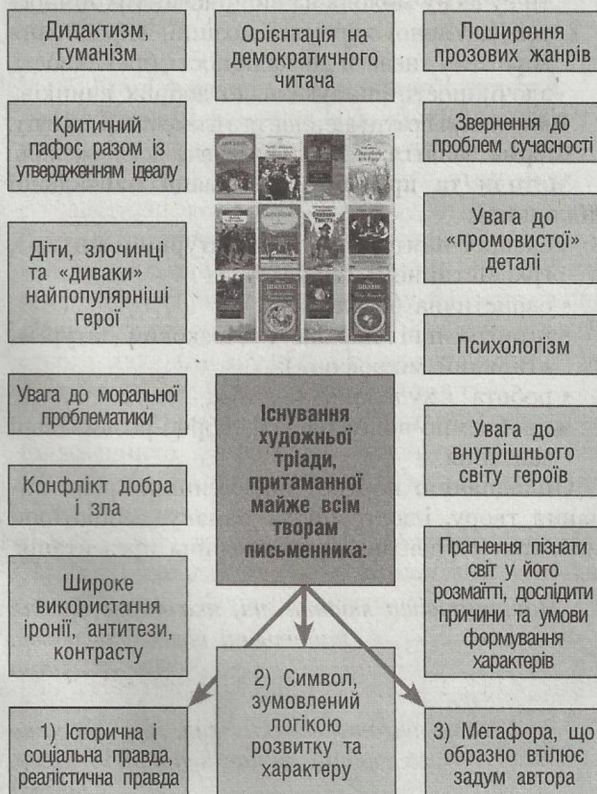 Дидактизм,
гуманізм
Орієнтація на
демократичного
читача
Поширення
прозових жанрів
Критичний
пафос разом із
утвердженням ідеалу
Звернення до
проблем сучасності
Діти, злочинці
та «диваки»
найпопулярніші
герої
Увага до
«промовистої»
деталі
Психологізм
Увага до моральної
проблематики
Існування
художньої
тріади,
притаманної
майже всім
творам
письменника:
Увага до
внутрішнього
світу героїв
Конфлікт добра
і зла
Широке
використання
іронії, антитези,
контрасту
Прагнення пізнати
світ у його
розмаїтті, дослідити
причини та умови
формування
характерів
1) Історична і
соціальна правда,
реалістична правда
2) Символ,
зумовлений
логікою
розвитку та
характеру
3) Метафора, що
образно втілює
задум автора